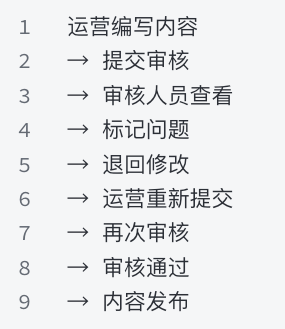 1 运营编写内容
2 → 提交审核
3 → 审核人员查看
4 → 标记问题
5 → 退回修改
6 → 运营重新提交
7 → 再次审核
8 → 审核通过
9 → 内容发布